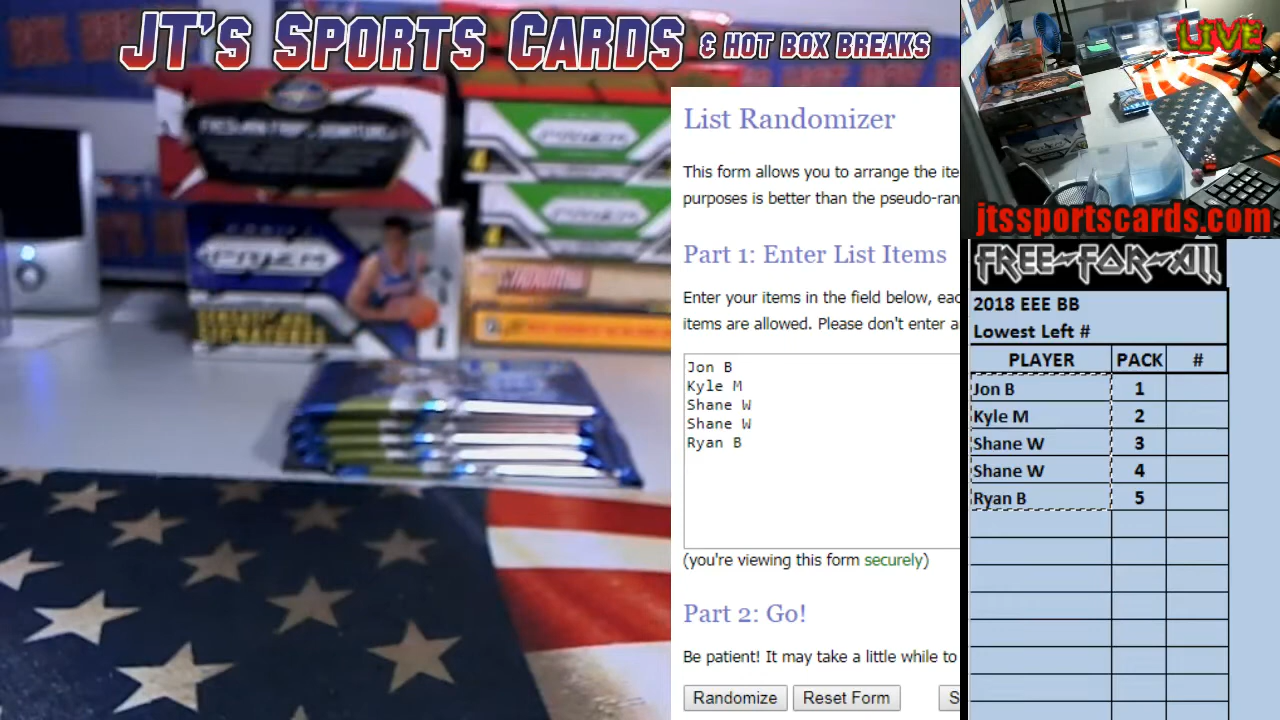 JT's Sports Cards & Hot Box Breaks
LIVE
jtssportscards.com
PRIZM
PRIZM
PRIZM
SIGNATURES
List Randomizer
This form allows you to arrange the ite
purposes is better than the pseudo-ran
Part 1: Enter List Items
Enter your items in the field below, eac
items are allowed. Please don't enter a
Jon B
Kyle M
Shane W
Shane W
Ryan B
(you're viewing this form securely)
Part 2: Go!
Be patient! It may take a little while to
Randomize Reset Form S
FREE-FOR-ALL
2018 EEE BB
Lowest Left #
PLAYER PACK #
Jon B 1
Kyle M 2
Shane W 3
Shane W 4
Ryan B 5